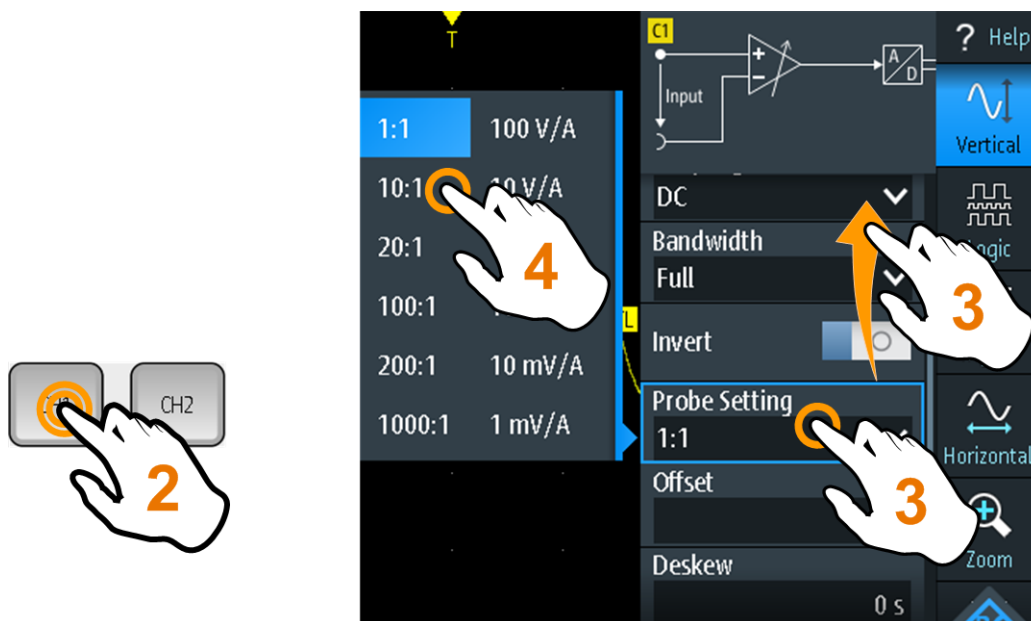 T
C1
Input
A
D
? Help
Vertical
1:1 100 V/A
10:1 10 V/A
DC
20:1
Bandwidth
Full
100:1
Invert
200:1 10 mV/A
Probe Setting
1:1
1000:1 1 mV/A
Horizontal
Offset
Deskew
0 s
Zoom
CH2
2
3
3
4